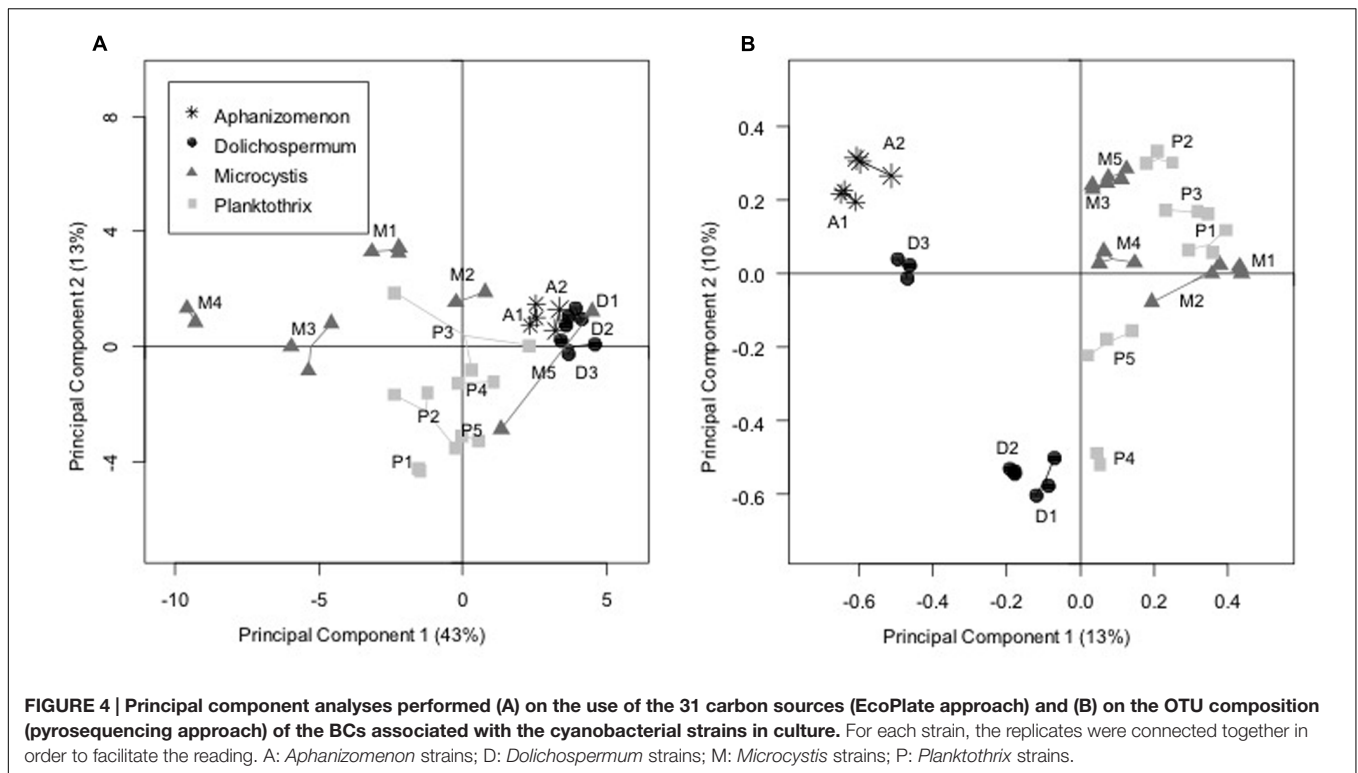 A
Principal Component 2 (13%)
8
4
0
-4
Aphanizomenon
Dolichospermum
Microcystis
Planktothrix
M1
M2
A2
M4
A1
D1
M3
P3
D2
M5
D3
P4
P2
P5
P1
-10
-5
0
5
Principal Component 1 (43%)
B
Principal Component 2 (10%)
0.4
0.2
0.0
-0.2
-0.4
-0.6
A2
P2
M5
M3
P3
A1
P1
D3
M4
M1
M2
P5
D2
P4
D1
-0.6
-0.4
-0.2
0.0
0.2
0.4
Principal Component 1 (13%)
FIGURE 4 | Principal component analyses performed (A) on the use of the 31 carbon sources (EcoPlate approach) and (B) on the OTU composition
(pyrosequencing approach) of the BCs associated with the cyanobacterial strains in culture. For each strain, the replicates were connected together in
order to facilitate the reading. A: Aphanizomenon strains; D: Dolichospermum strains; M: Microcystis strains; P: Planktothrix strains.